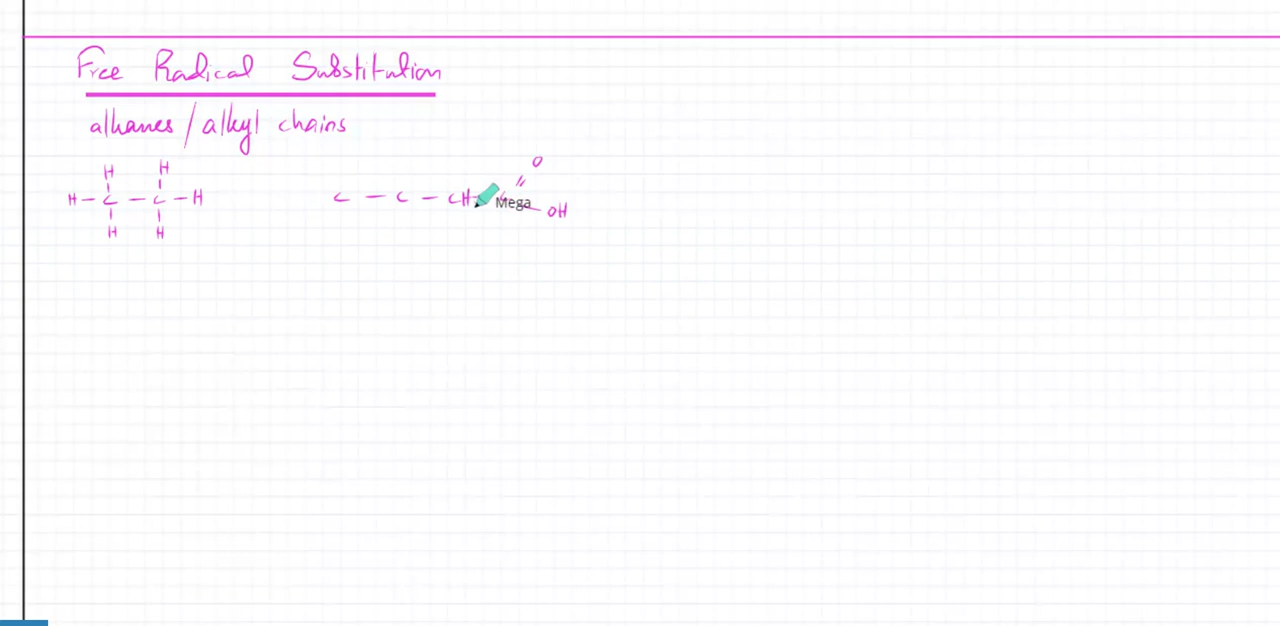 Free Radical Substitution
alkanes / alkyl chains
H H O
H - C - C - H C - C - CH Mega OH
H H